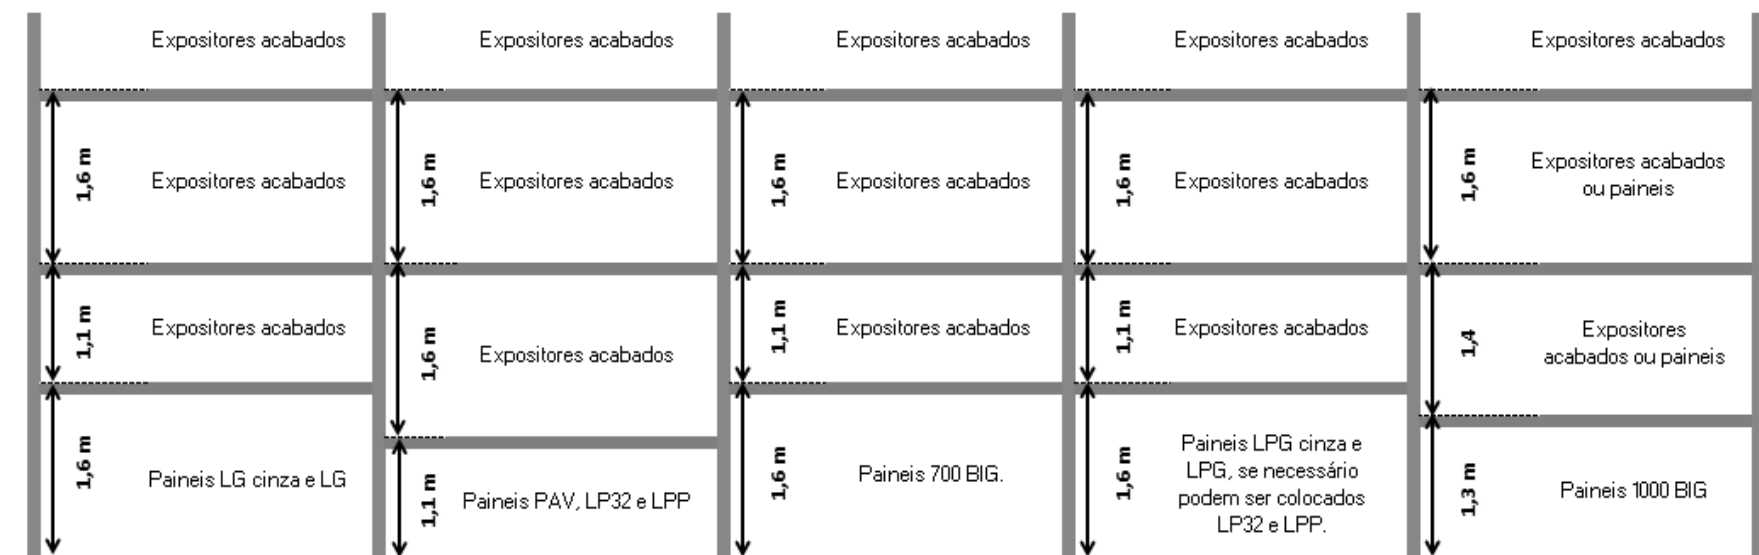 Expositores acabados
Expositores acabados
Expositores acabados
Expositores acabados
Expositores acabados
1,6 m
Expositores acabados
1,6 m
Expositores acabados
1,6 m
Expositores acabados
1,6 m
Expositores acabados
1,6 m
Expositores acabados
ou paineis
1,1 m
Expositores acabados
1,6 m
Expositores acabados
1,1 m
Expositores acabados
1,1 m
Expositores acabados
1,4
Expositores
acabados ou paineis
1,6 m
Paineis LG cinza e LG
1,1 m
Paineis PAV, LP32 e LPP
1,6 m
Paineis 700 BIG.
1,6 m
Paineis LPG cinza e
LPG, se necessário
podem ser colocados
LP32 e LPP.
1,3 m
Paineis 1000 BIG